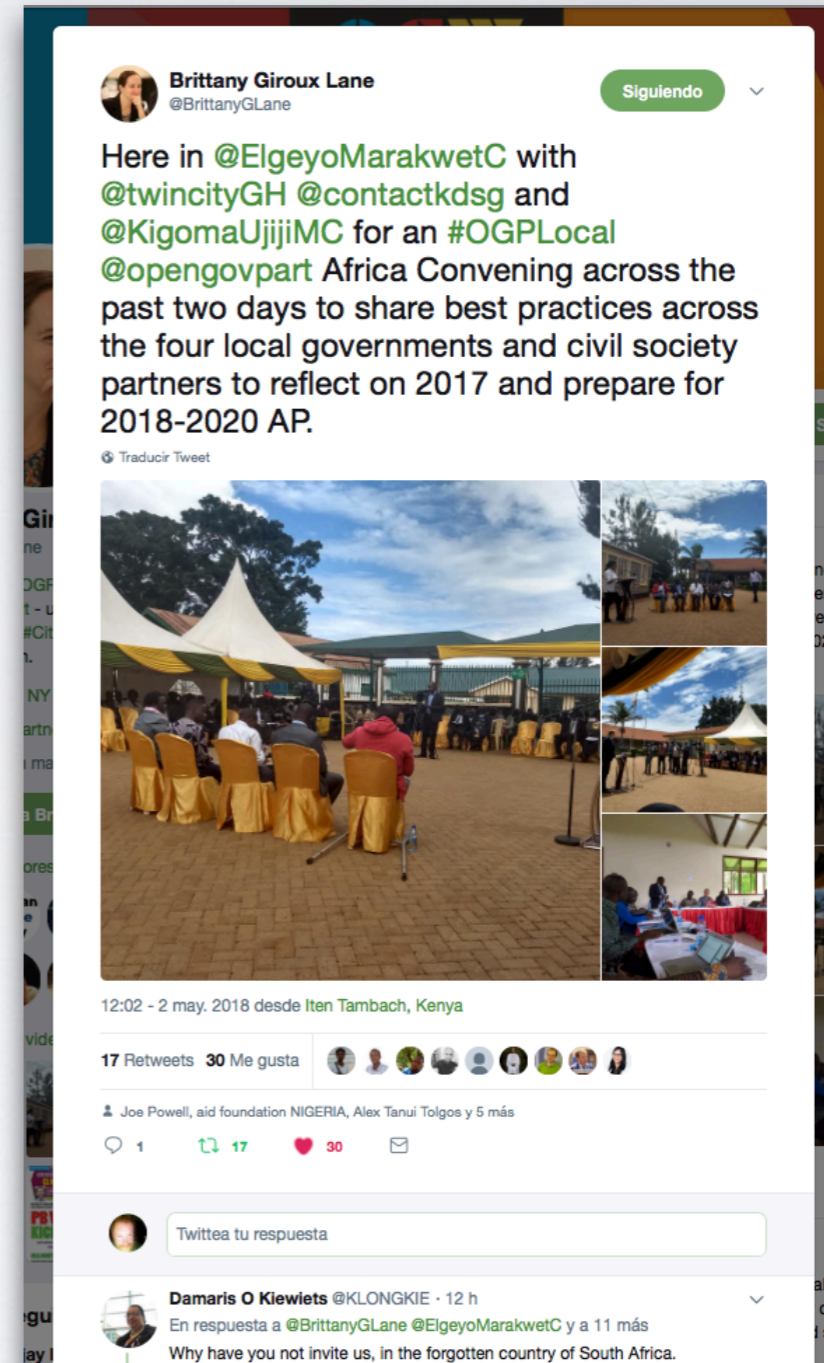 Brittany Giroux Lane
@BrittanyGLane
Siguiendo
Here in @ElgeyoMarakwetC with
@twincityGH @contactkdsg and
@KigomaUjijiMC for an #OGPLocal
@opengovpart Africa Convening across the
past two days to share best practices across
the four local governments and civil society
partners to reflect on 2017 and prepare for
2018-2020 AP.
Traducir Tweet
12:02 - 2 may. 2018 desde Iten Tambach, Kenya
17 Retweets 30 Me gusta
Joe Powell, aid foundation NIGERIA, Alex Tanui Tolgos y 5 más
1 17 30
Twittea tu respuesta
Damaris O Kiewiets @KLONGKIE · 12 h
En respuesta a @BrittanyGLane @ElgeyoMarakwetC y a 11 más
Why have you not invite us, in the forgotten country of South Africa.